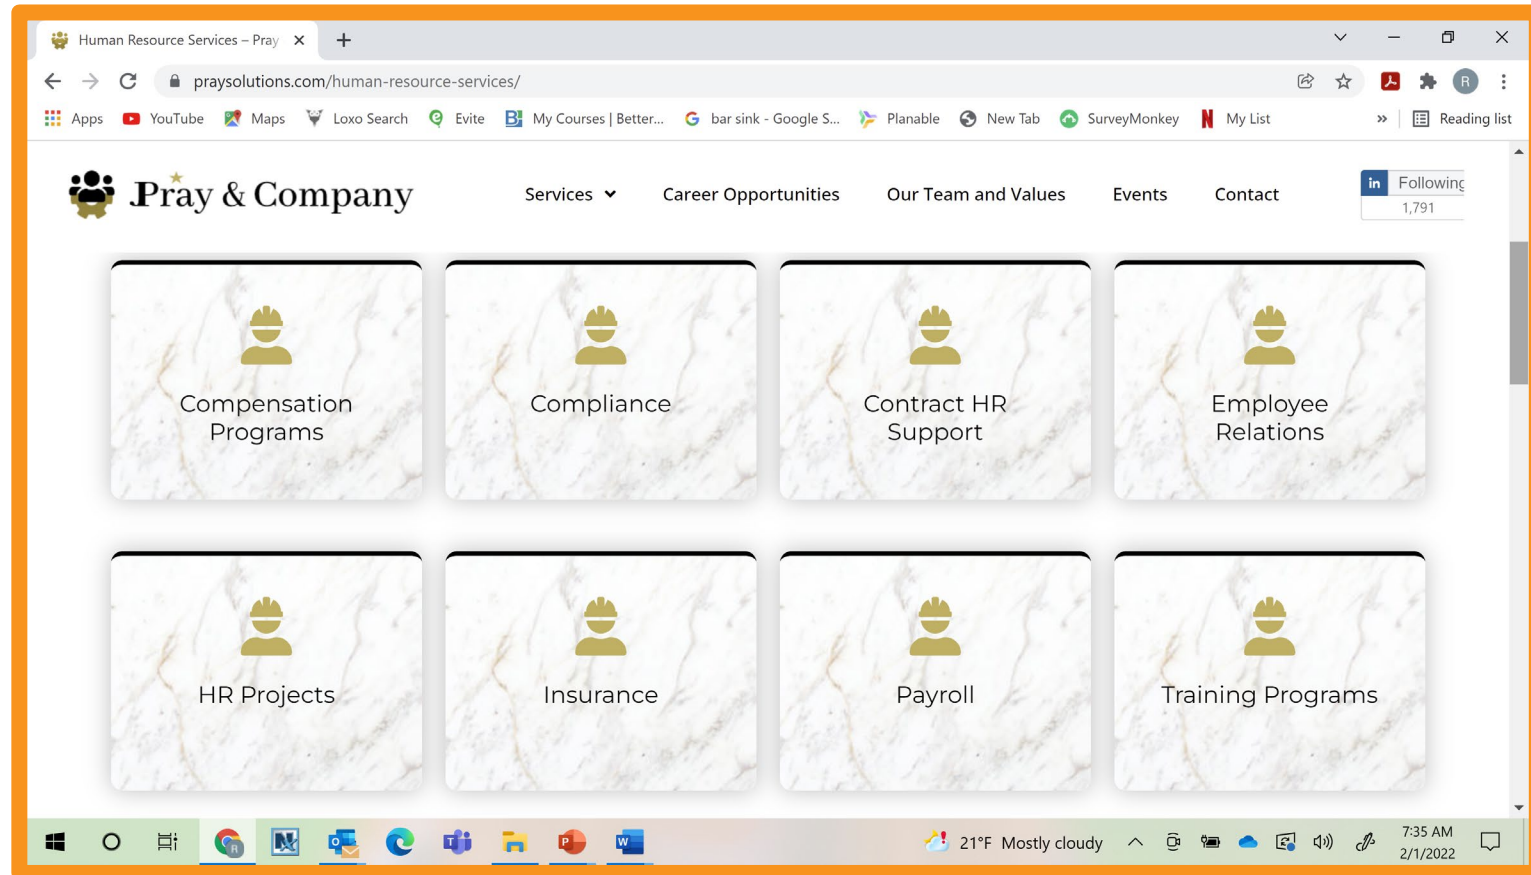 Human Resource Services – Pray
praysolutions.com/human-resource-services/
R
Apps YouTube Maps Loxo Search Evite My Courses | Better... bar sink - Google S... Planable New Tab SurveyMonkey My List » Reading list
Pray & Company
Services Career Opportunities Our Team and Values Events Contact
in Following
1,791
Compensation
Programs
Compliance
Contract HR
Support
Employee
Relations
HR Projects
Insurance
Payroll
Training Programs
21°F Mostly cloudy
7:35 AM
2/1/2022